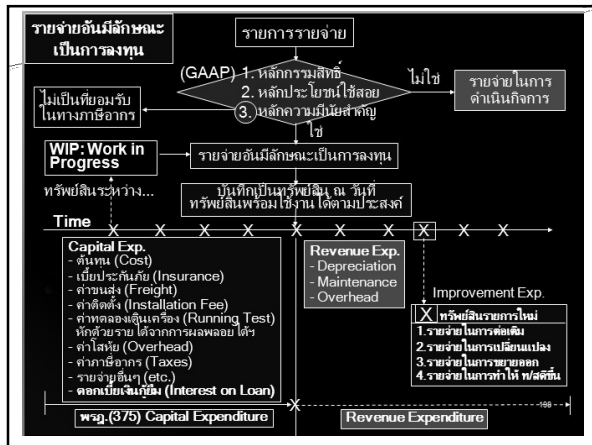 รายจ่ายอันมีลักษณะ
เป็นการลงทุน
รายการรายจ่าย
(GAAP)
1. หลักกรรมสิทธิ์
2. หลักประโยชน์ใช้สอย
3. หลักความมีนัยสำคัญ
ไม่ใช่
รายจ่ายในการ
ดำเนินกิจการ
ไม่เป็นที่ยอมรับ
ในทางภาษีอากร
ใช่
WIP: Work in
Progress
รายจ่ายอันมีลักษณะเป็นการลงทุน
ทรัพย์สินระหว่าง...
บันทึกเป็นทรัพย์สิน ณ วันที่
ทรัพย์สินพร้อมใช้งานได้ตามประสงค์
Time
X X X X X X X X X
Capital Exp.
- ต้นทุน (Cost)
- เบี้ยประกันภัย (Insurance)
- ค่าขนส่ง (Freight)
- ค่าติดตั้ง (Installation Fee)
- ค่าทดลองเดินเครื่อง (Running Test)
หักด้วยรายได้จากการผลพลอยได้ฯ
- ค่าโสหุ้ย (Overhead)
- ค่าภาษีอากร (Taxes)
- รายจ่ายอื่นๆ (etc.)
- ดอกเบี้ยเงินกู้ยืม (Interest on Loan)
Revenue Exp.
- Depreciation
- Maintenance
- Overhead
Improvement Exp.
X ทรัพย์สินรายการใหม่
1.รายจ่ายในการต่อเติม
2.รายจ่ายในการเปลี่ยนแปลง
3.รายจ่ายในการขยายออก
4.รายจ่ายในการทำให้ ท/สดีขึ้น
X
พรฎ.(375) Capital Expenditure
Revenue Expenditure